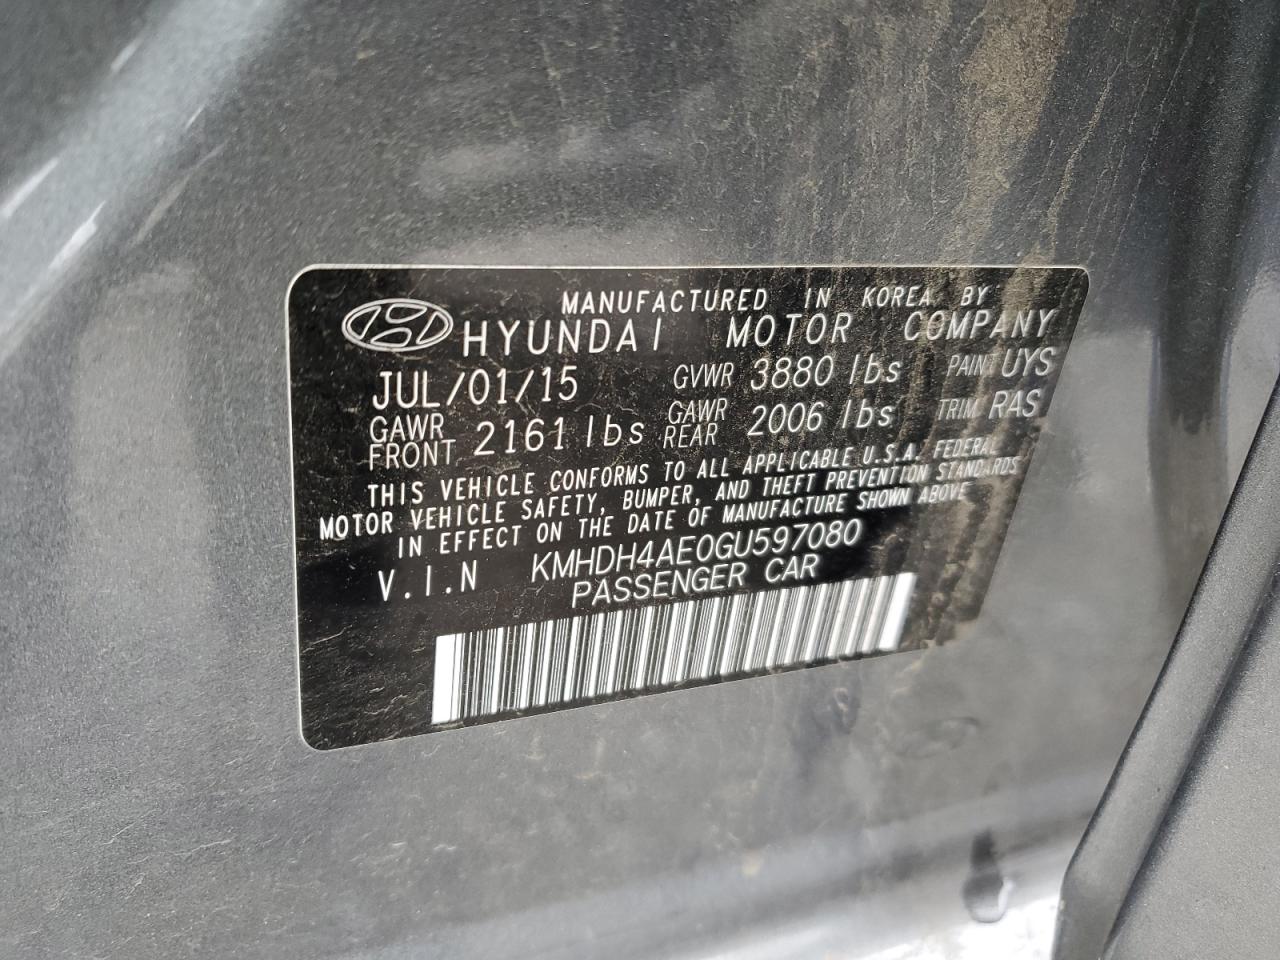 MANUFACTURED IN KOREA BY
HYUNDAI MOTOR COMPANY
JUL/01/15 GVWR 3880 lbs PAINT UYS
GAWR FRONT 2161 lbs GAWR REAR 2006 lbs TRIM RAS
THIS VEHICLE CONFORMS TO ALL APPLICABLE U.S.A. FEDERAL
MOTOR VEHICLE SAFETY, BUMPER, AND THEFT PREVENTION STANDARDS
IN EFFECT ON THE DATE OF MANUFACTURE SHOWN ABOVE
V.I.N KMHDH4AE0GU597080
PASSENGER CAR